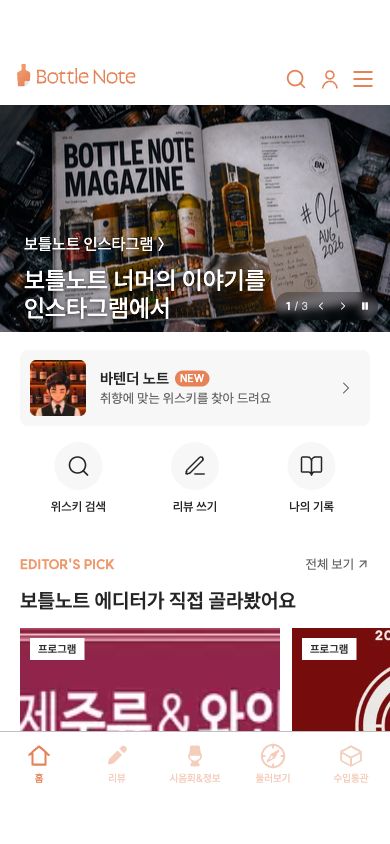 Bottle Note
BOTTLE NOTE
MAGAZINE
BN
#04
AUG
2026
보틀노트 인스타그램 〉
보틀노트 너머의 이야기를
인스타그램에서
1 / 3
바텐더 노트 NEW
취향에 맞는 위스키를 찾아 드려요
위스키 검색
리뷰 쓰기
나의 기록
EDITOR'S PICK
전체 보기
보틀노트 에디터가 직접 골라봤어요
프로그램
제주류 & 와인
프로그램
홈
리뷰
시음회&정보
둘러보기
수입통관